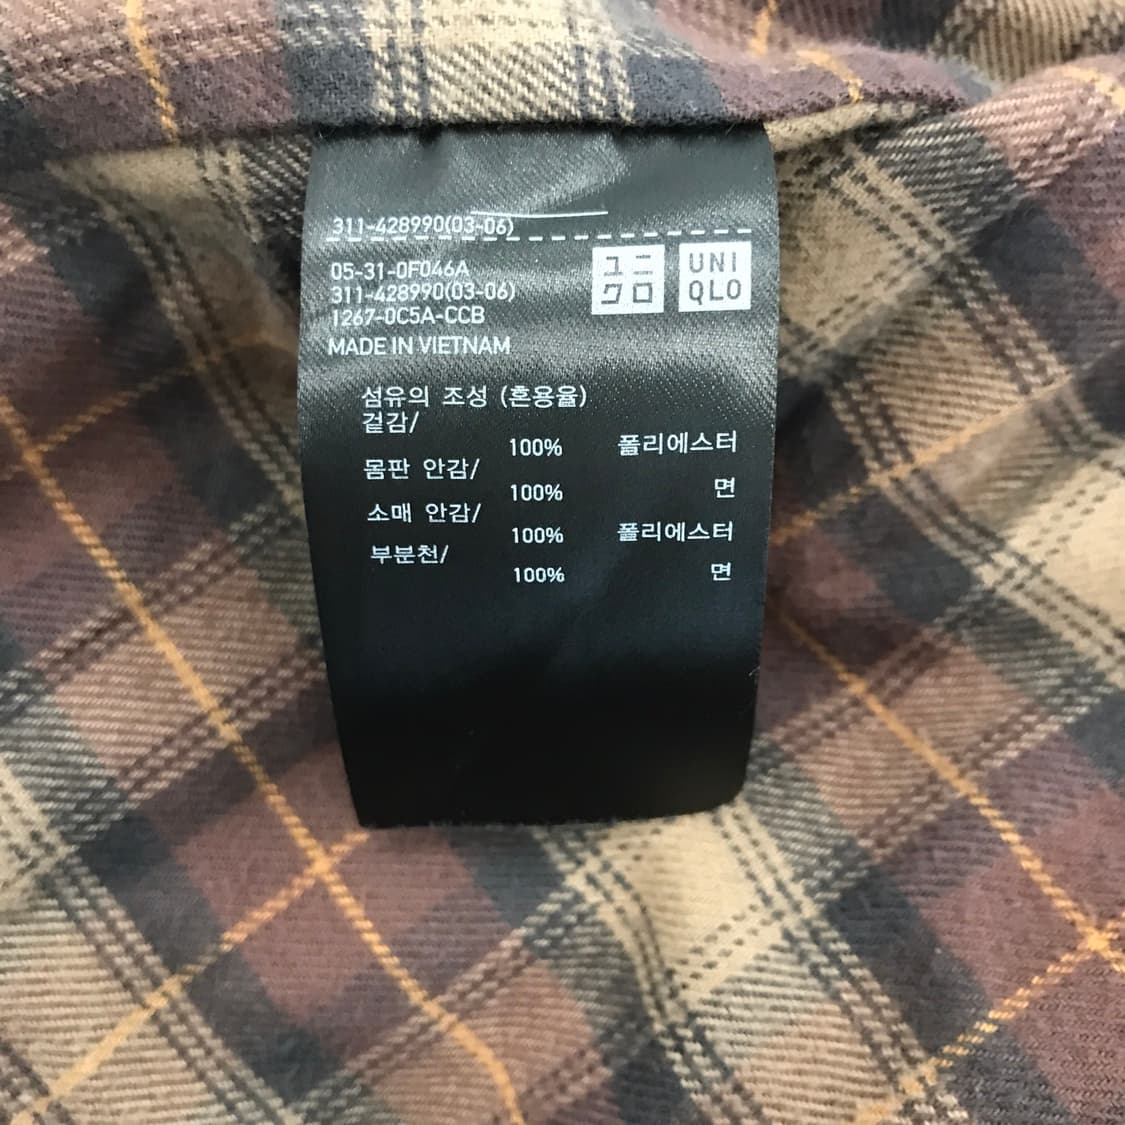 311-428990(03-06)
05-31-0F046A
311-428990(03-06)
1267-0C5A-CCB
MADE IN VIETNAM
ユニ
クロ
UNI
QLO
섬유의 조성 (혼용율)
겉감/
100% 폴리에스터
몸판 안감/
100% 면
소매 안감/
100% 폴리에스터
부분천/
100% 면